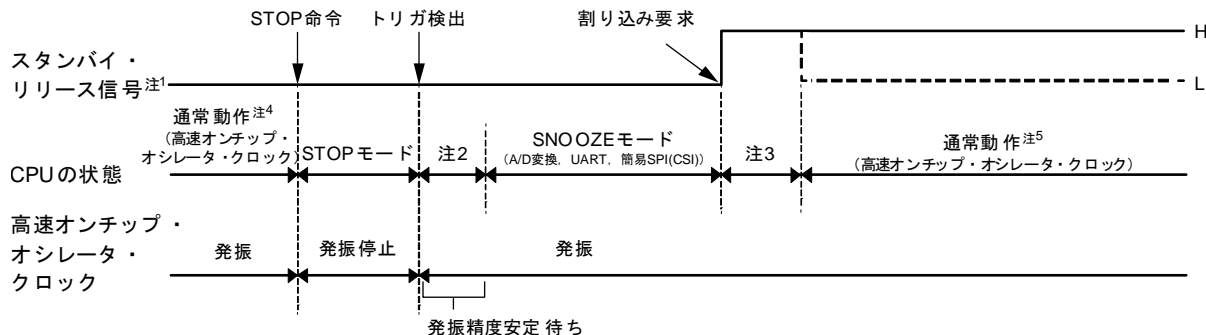 STOP命令 トリガ検出 割り込み要求
H
スタンバイ・
リリース信号注1
L
通常動作注4
(高速オンチップ・
オシレータ・クロック)
STOPモード
注2
SNOOZEモード
(A/D変換，UART，簡易SPI(CSI))
注3
通常動作注5
(高速オンチップ・オシレータ・クロック)
CPUの状態
高速オンチップ・
オシレータ・
クロック
発振 発振停止 発振
発振精度安定待ち